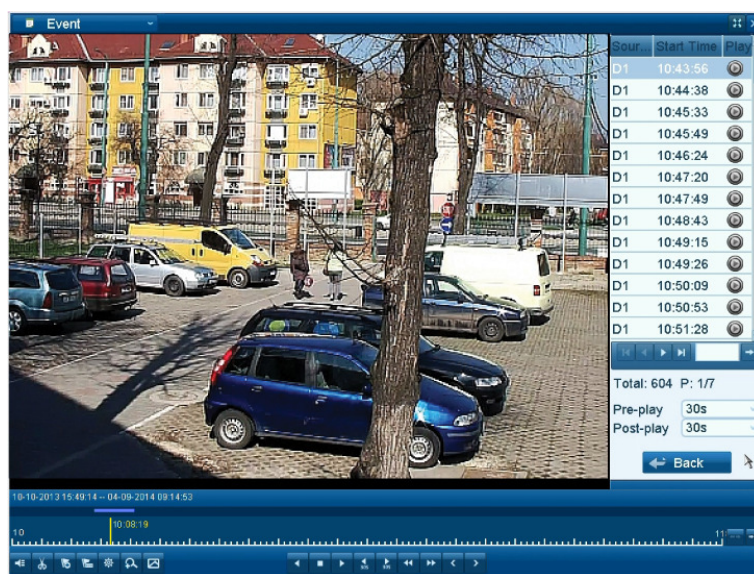 Event
Sour... Start Time Play
D1 10:43:56
D1 10:44:38
D1 10:45:33
D1 10:45:49
D1 10:46:24
D1 10:47:20
D1 10:47:49
D1 10:48:43
D1 10:49:15
D1 10:49:26
D1 10:50:09
D1 10:50:53
D1 10:51:28
Total: 604 P: 1/7
Pre-play 30s
Post-play 30s
Back
10-10-2013 15:49:14 -- 04-09-2014 09:14:53
10:08:19
10
11
30s 30s